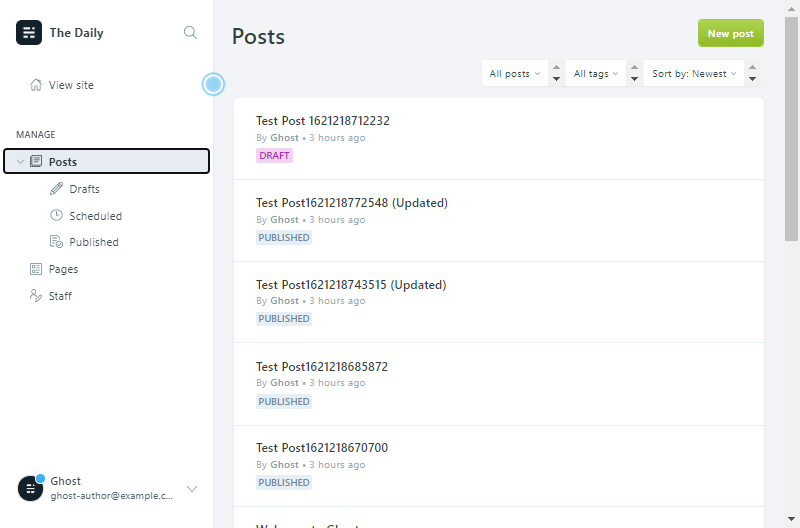 The Daily
View site
MANAGE
Posts
Drafts
Scheduled
Published
Pages
Staff
Ghost
ghost-author@example.c...
Posts
New post
All posts
All tags
Sort by: Newest
Test Post 1621218712232
By Ghost • 3 hours ago
DRAFT
Test Post1621218772548 (Updated)
By Ghost • 3 hours ago
PUBLISHED
Test Post1621218743515 (Updated)
By Ghost • 3 hours ago
PUBLISHED
Test Post1621218685872
By Ghost • 3 hours ago
PUBLISHED
Test Post1621218670700
By Ghost • 3 hours ago
PUBLISHED